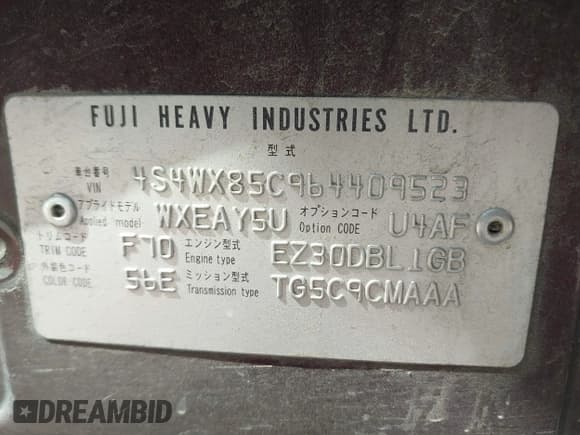 FUJI HEAVY INDUSTRIES LTD.
型式
車台番号 VIN 4S4WX85C964409523
アプライドモデル Applied model WXEAY5U オプションコード Option CODE U4AF
トリムコード TRIM CODE F70 エンジン型式 Engine type EZ30DBL1GB
外装色コード COLOR CODE 56E ミッション型式 Transmission type TG5C9CMAAA
DREAMBID